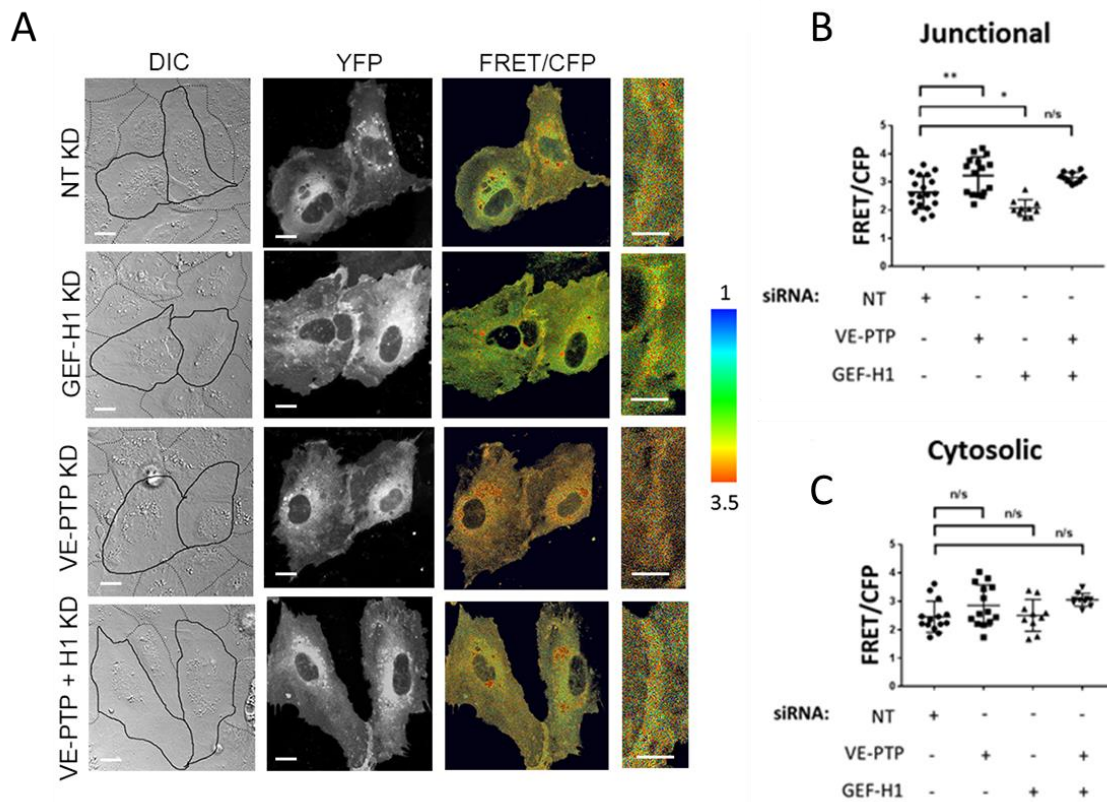 A
DIC YFP FRET/CFP
NT KD
GEF-H1 KD
VE-PTP KD
VE-PTP + H1 KD
1
3.5
B
Junctional
**
*
n/s
FRET/CFP
5
4
3
2
1
0
siRNA: NT + - - -
VE-PTP - + - +
GEF-H1 - - + +
C
Cytosolic
n/s
n/s
n/s
FRET/CFP
5
4
3
2
1
0
siRNA: NT + - - -
VE-PTP - + - +
GEF-H1 - - + +